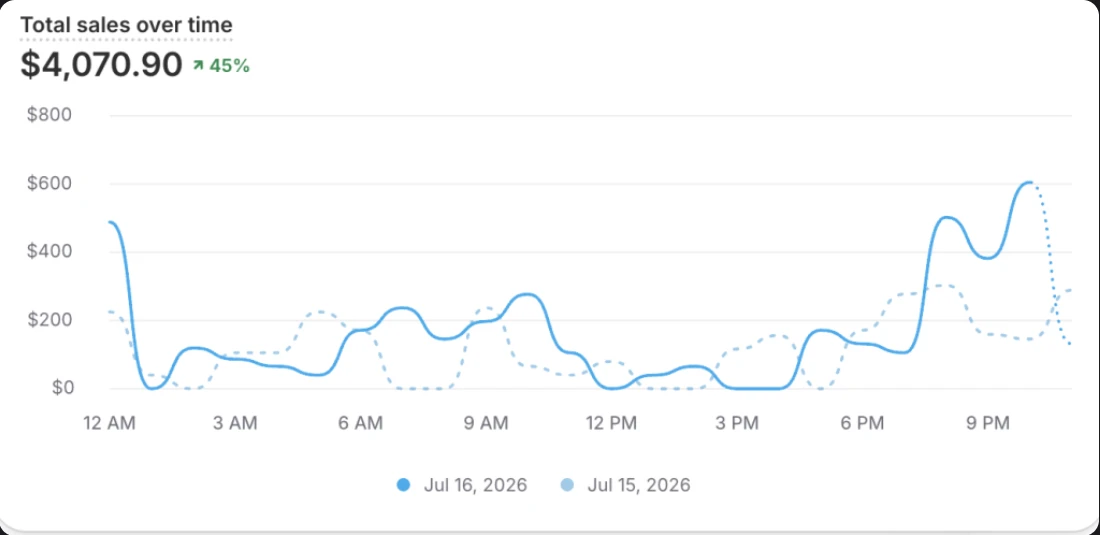 Total sales over time
$4,070.90 ↗ 45%
$800
$600
$400
$200
$0
12 AM 3 AM 6 AM 9 AM 12 PM 3 PM 6 PM 9 PM
Jul 16, 2026 Jul 15, 2026